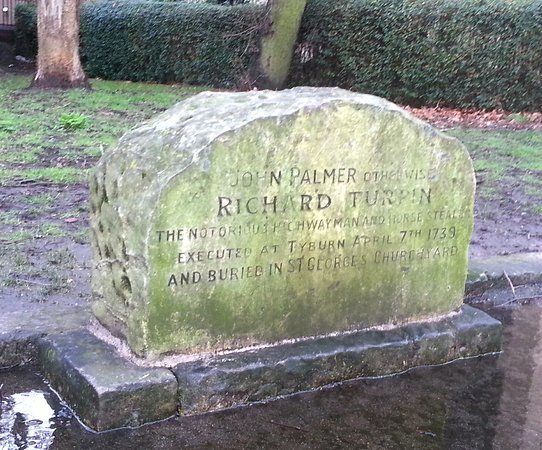 JOHN PALMER OTHERWISE
RICHARD TURPIN
THE NOTORIOUS HIGHWAYMAN AND HORSE STEALER
EXECUTED AT TYBURN APRIL 7TH 1739
AND BURIED IN ST GEORGES CHURCHYARD